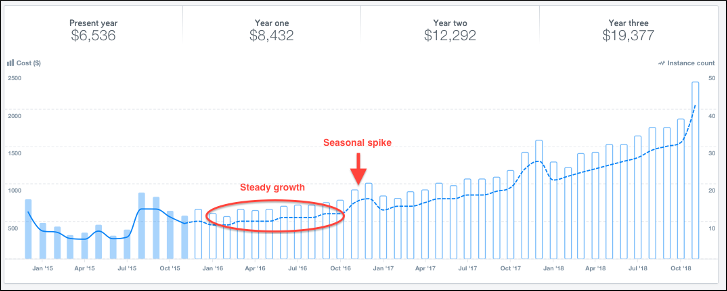 Present year
Year one
Year two
Year three
$6,536
$8,432
$12,292
$19,377
Cost ($)
Instance count
2500
50
2000
40
1500
30
Seasonal spike
Steady growth
1000
20
500
10
Jan '15
Apr '15
Jul '15
Oct '15
Jan '16
Apr '16
Jul '16
Oct '16
Jan '17
Apr '17
Jul '17
Oct '17
Jan '18
Apr '18
Jul '18
Oct '18